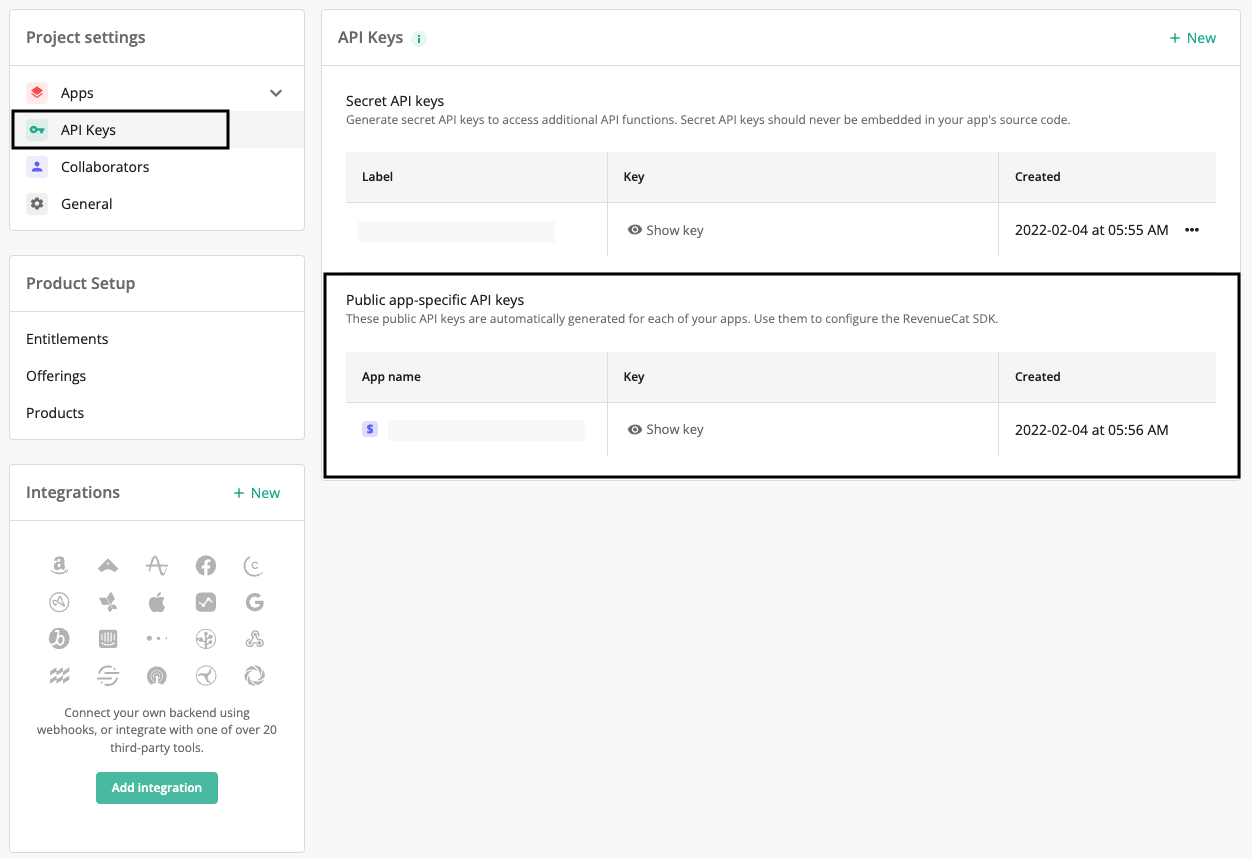 Project settings
Apps
API Keys
Collaborators
General
Product Setup
Entitlements
Offerings
Products
Integrations
+ New
Connect your own backend using
webhooks, or integrate with one of over 20
third-party tools.
Add integration
API Keys i
+ New
Secret API keys
Generate secret API keys to access additional API functions. Secret API keys should never be embedded in your app's source code.
Label Key Created
Show key 2022-02-04 at 05:55 AM •••
Public app-specific API keys
These public API keys are automatically generated for each of your apps. Use them to configure the RevenueCat SDK.
App name Key Created
$ Show key 2022-02-04 at 05:56 AM